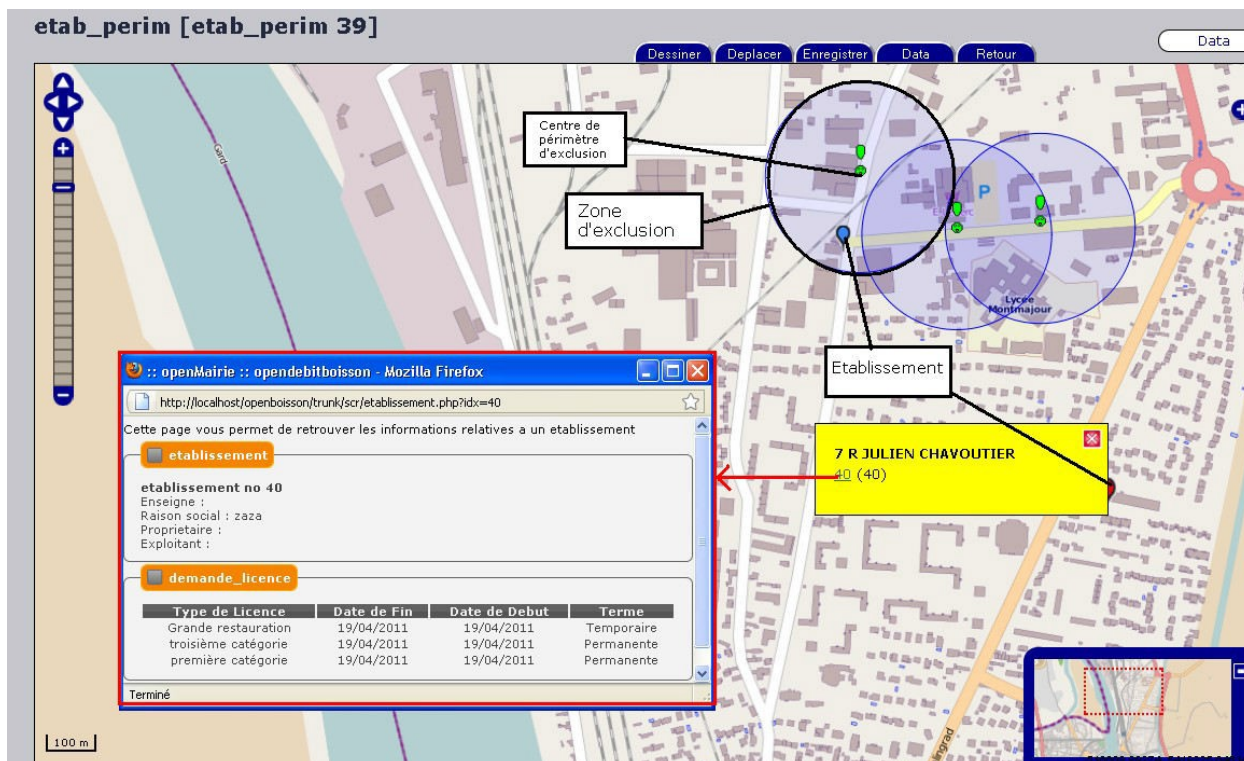 etab_perim [etab_perim 39]
Data
Dessiner Deplacer Enregistrer Data Retour
Gard
Centre de
périmètre
d'exclusion
Zone
d'exclusion
P
Lycée
Montmajour
Etablissement
7 R JULIEN CHAVOUTIER
40 (40)
:: openMairie :: opendebitboisson - Mozilla Firefox
http://localhost/openboisson/trunk/scr/etablissement.php?idx=40
Cette page vous permet de retrouver les informations relatives a un etablissement
etablissement
etablissement no 40
Enseigne :
Raison social : zaza
Proprietaire :
Exploitant :
demande_licence
Type de Licence Date de Fin Date de Debut Terme
Grande restauration 19/04/2011 19/04/2011 Temporaire
troisième catégorie 19/04/2011 19/04/2011 Permanente
première catégorie 19/04/2011 19/04/2011 Permanente
Terminé
100 m